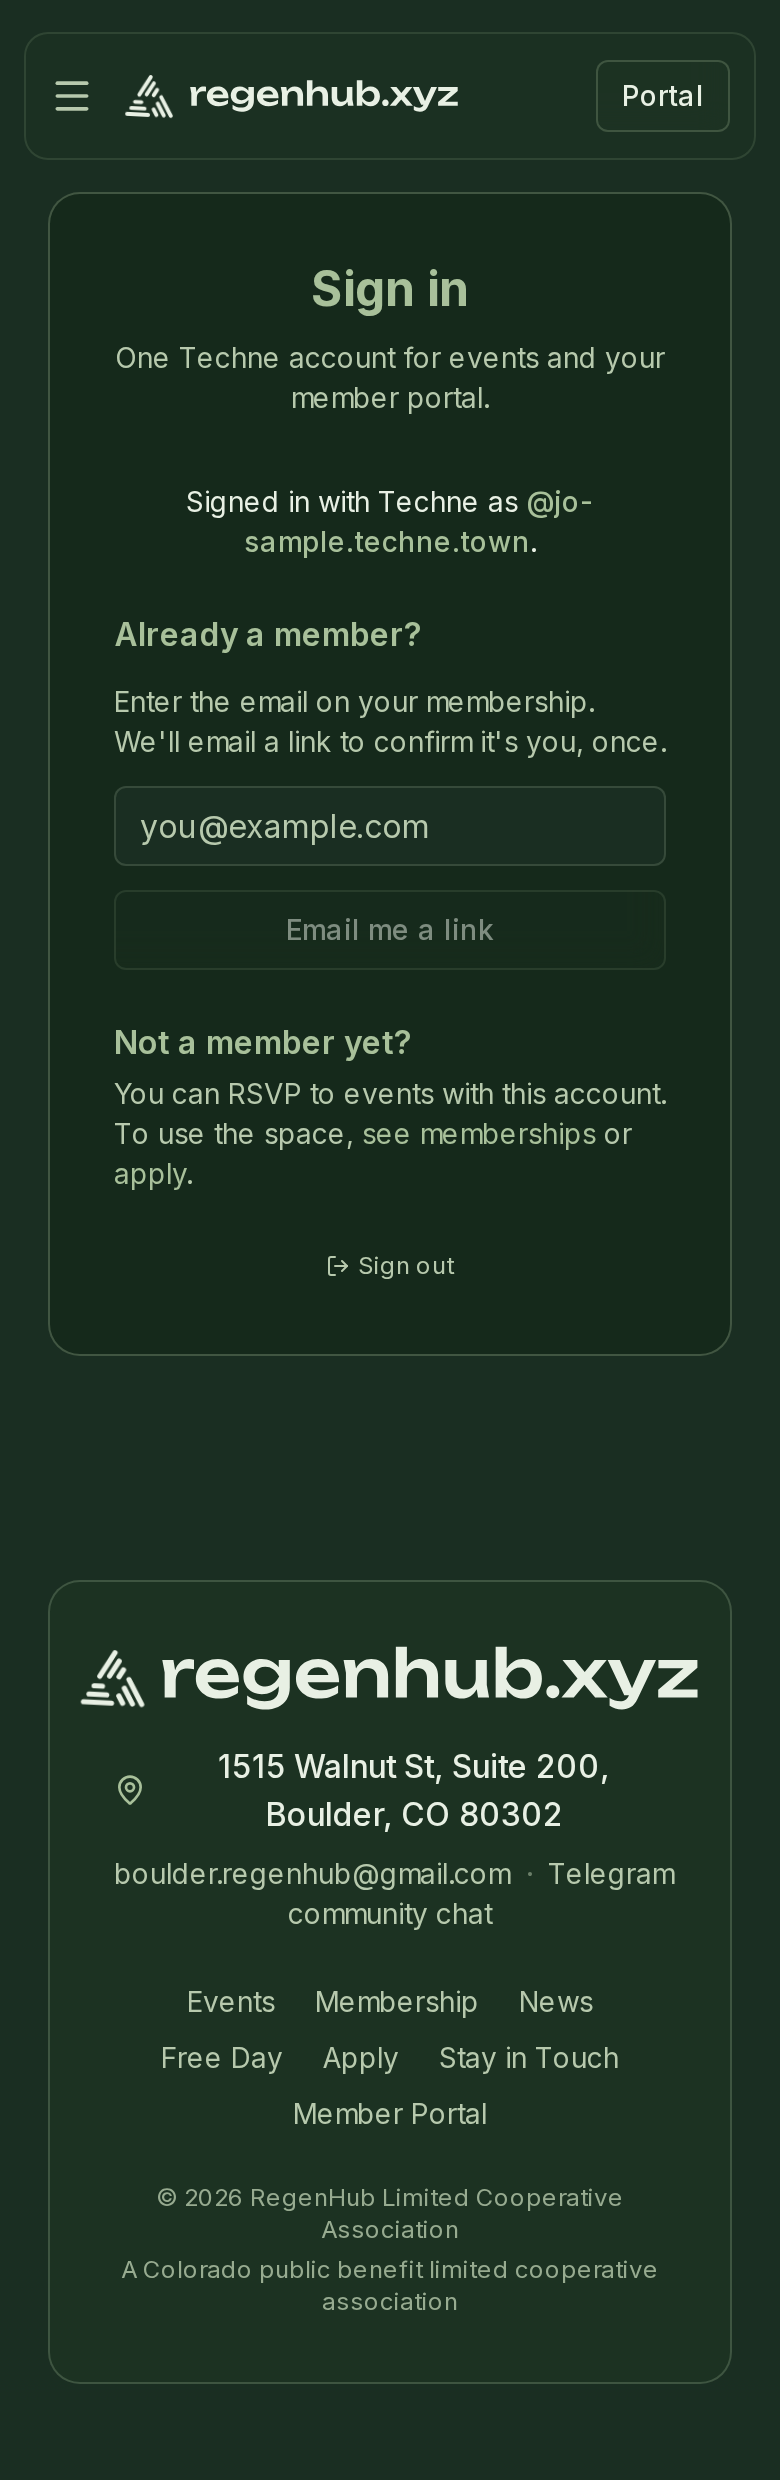 regenhub.xyz
Portal
Sign in
One Techne account for events and your
member portal.
Signed in with Techne as @jo-
sample.techne.town.
Already a member?
Enter the email on your membership.
We'll email a link to confirm it's you, once.
you@example.com
Email me a link
Not a member yet?
You can RSVP to events with this account.
To use the space, see memberships or
apply.
Sign out
regenhub.xyz
1515 Walnut St, Suite 200,
Boulder, CO 80302
boulder.regenhub@gmail.com · Telegram
community chat
Events Membership News
Free Day Apply Stay in Touch
Member Portal
© 2026 RegenHub Limited Cooperative
Association
A Colorado public benefit limited cooperative
association